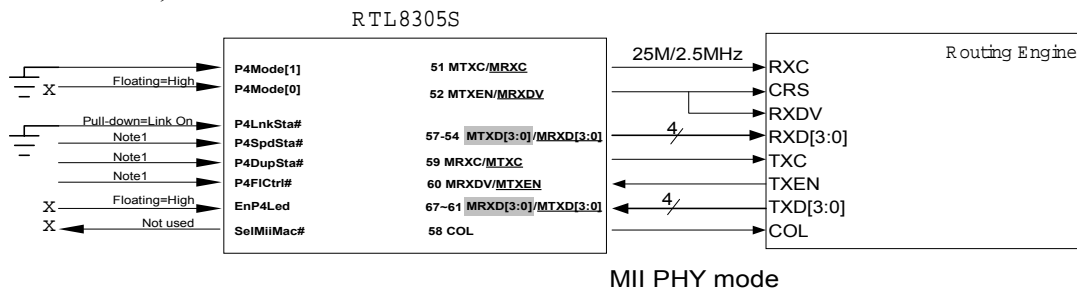 RTL8305S
Routing Engine
P4Mode[1]
Floating=High
X
P4Mode[0]
Pull-down=Link On
P4LnkSta#
Note1
P4SpdSta#
Note1
P4DupSta#
Note1
P4FlCtrl#
X
Floating=High
EnP4Led
X
Not used
SelMiiMac#
51 MTXC/MRXC
52 MTXEN/MRXDV
57-54 MTXD[3:0]/MRXD[3:0]
59 MRXC/MTXC
60 MRXDV/MTXEN
67~61 MRXD[3:0]/MTXD[3:0]
58 COL
25M/2.5MHz
4
4
RXC
CRS
RXDV
RXD[3:0]
TXC
TXEN
TXD[3:0]
COL
MII PHY mode